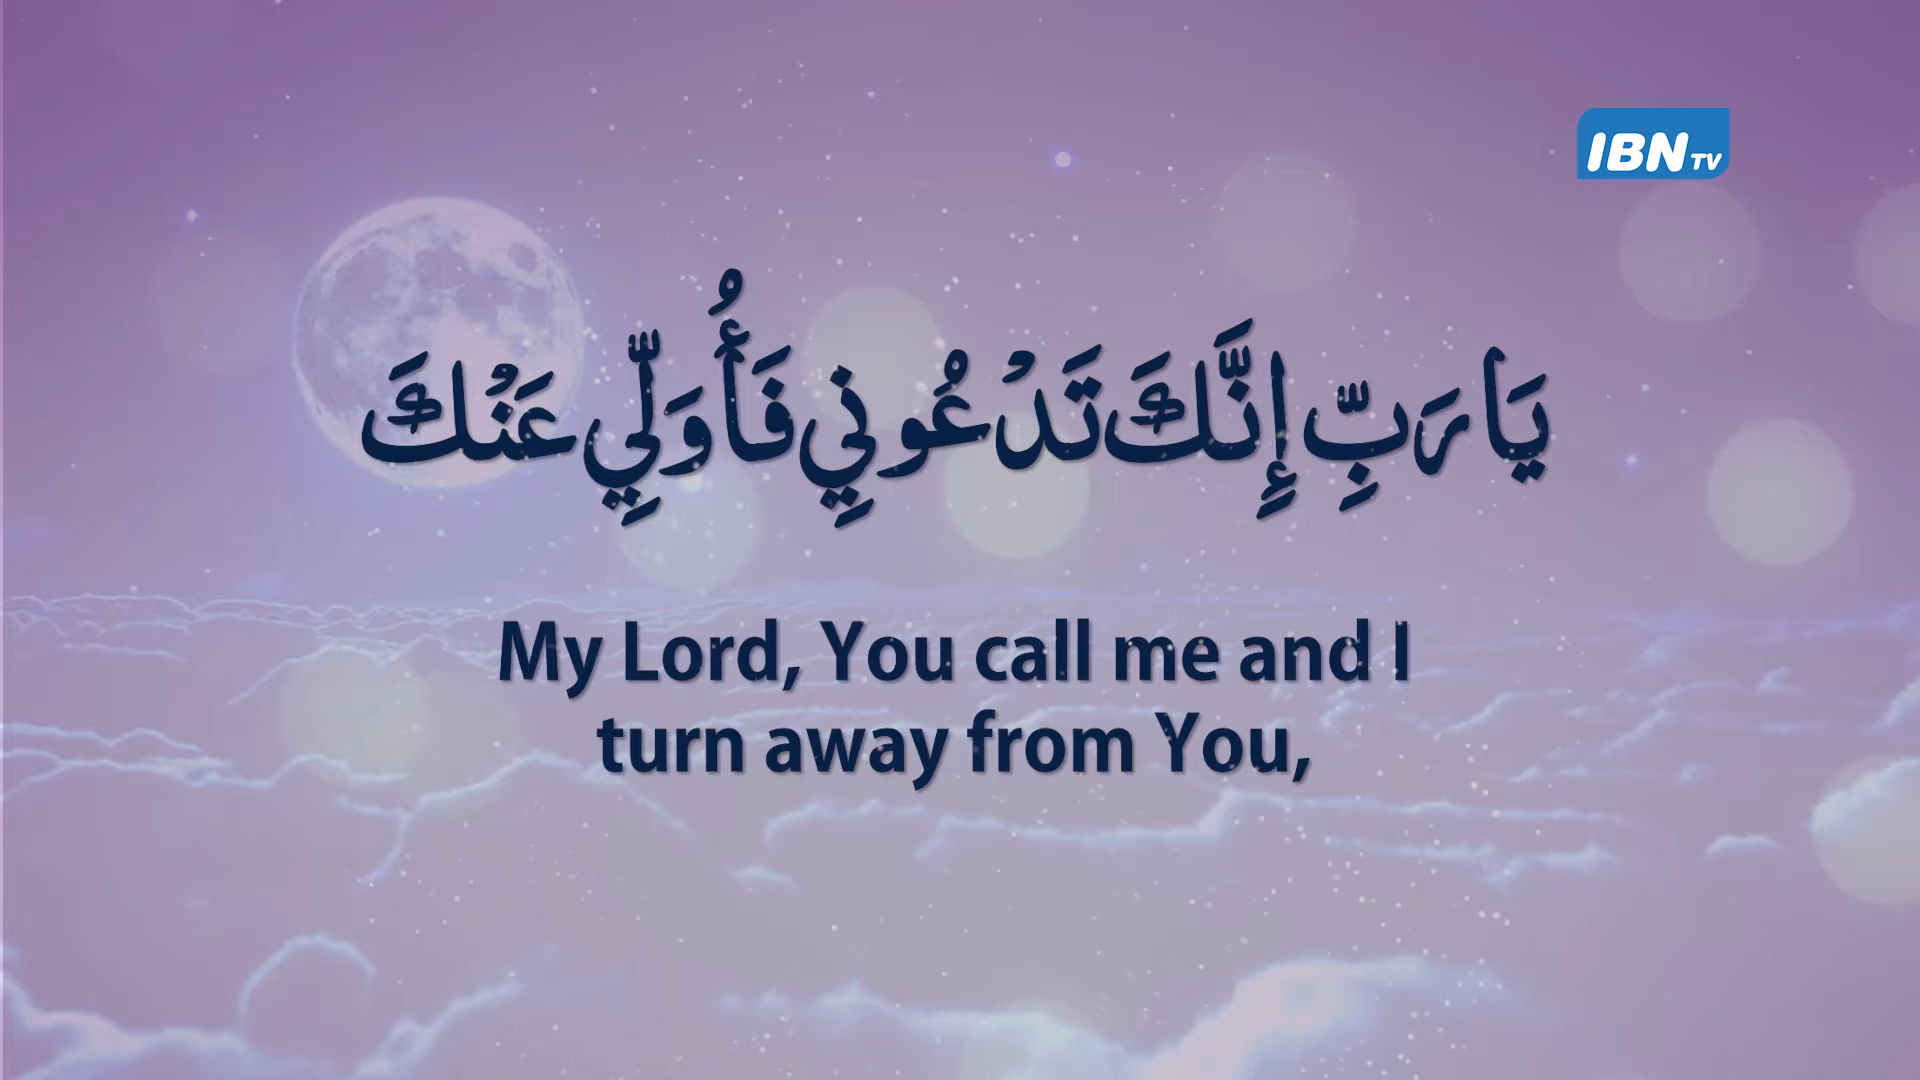 IBN TV
يَا رَبِّ إِنَّكَ تَدْعُونِي فَأُوَلِّي عَنْكَ
My Lord, You call me and I
turn away from You,